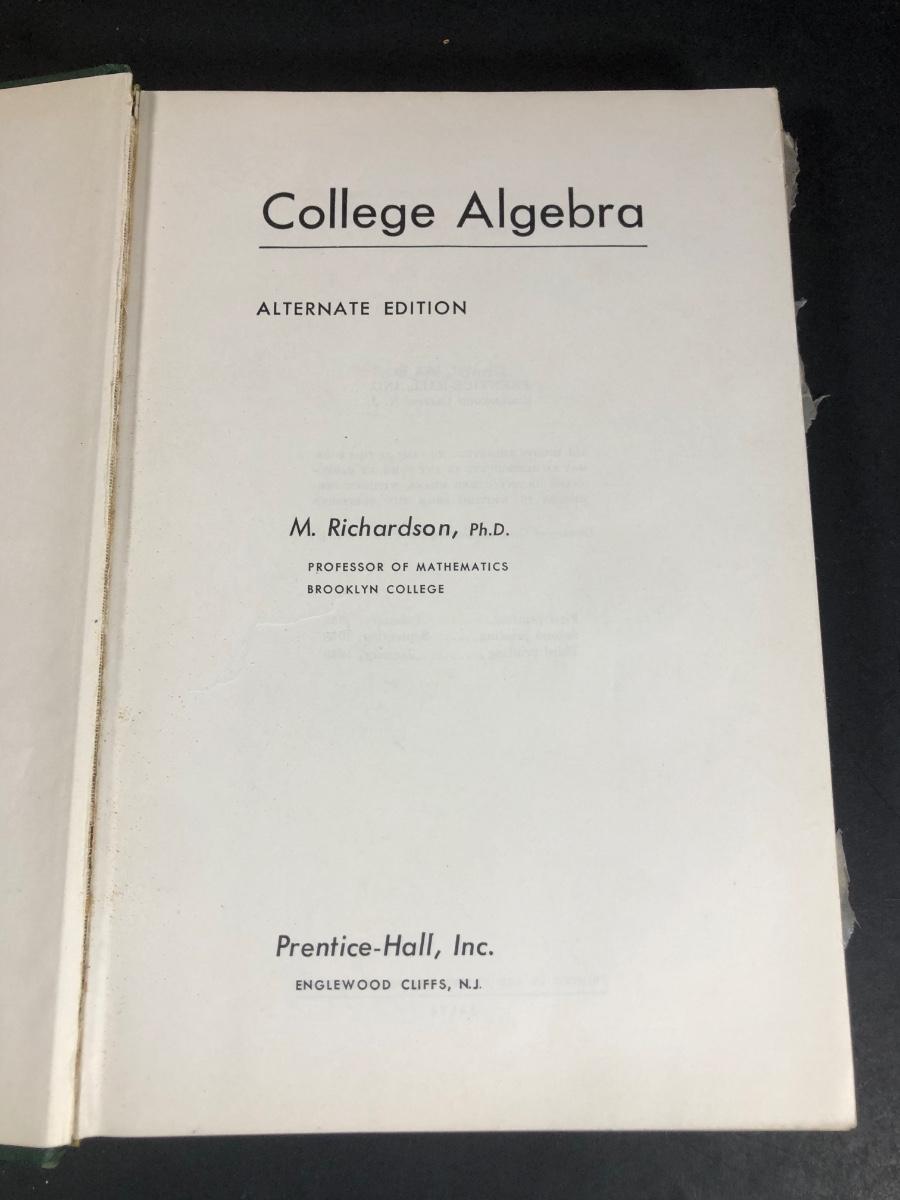 College Algebra
ALTERNATE EDITION
M. Richardson, Ph.D.
PROFESSOR OF MATHEMATICS
BROOKLYN COLLEGE
Prentice-Hall, Inc.
ENGLEWOOD CLIFFS, N.J.